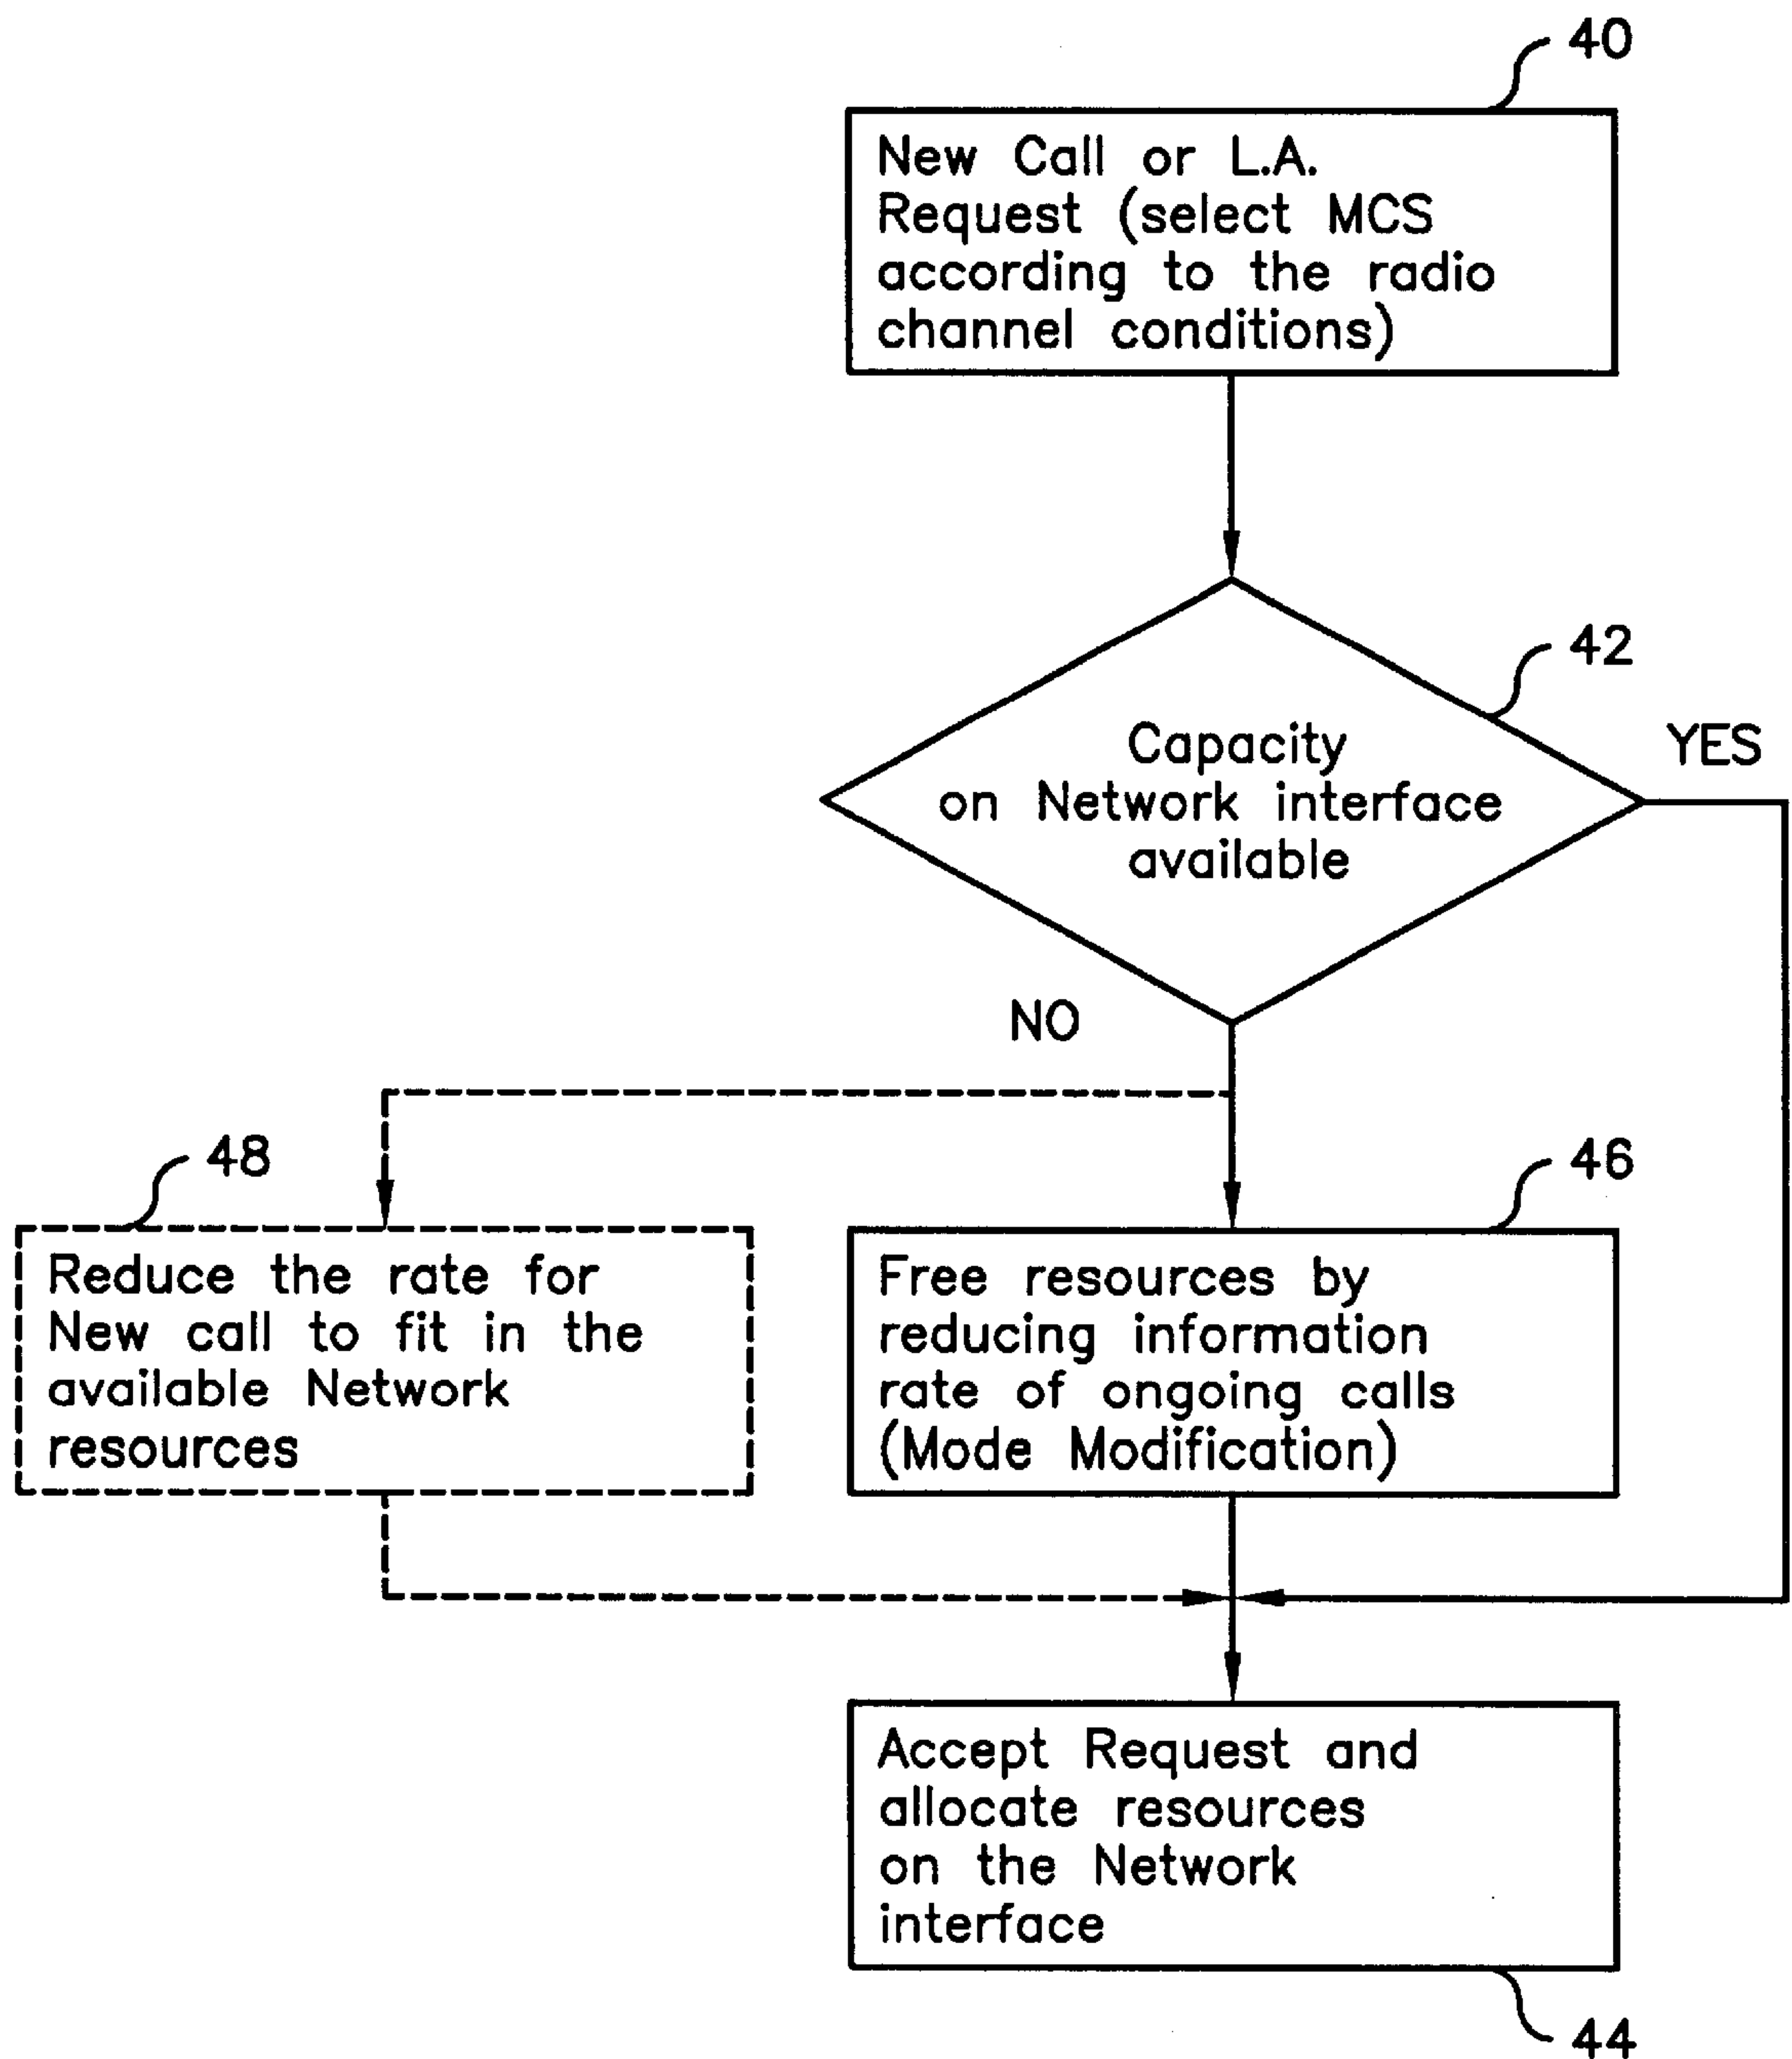 40
New Call or L.A.
Request (select MCS
according to the radio
channel conditions)
42
Capacity
on Network interface
available
YES
NO
48
Reduce the rate for
New call to fit in the
available Network
resources
46
Free resources by
reducing information
rate of ongoing calls
(Mode Modification)
Accept Request and
allocate resources
on the Network
interface
44